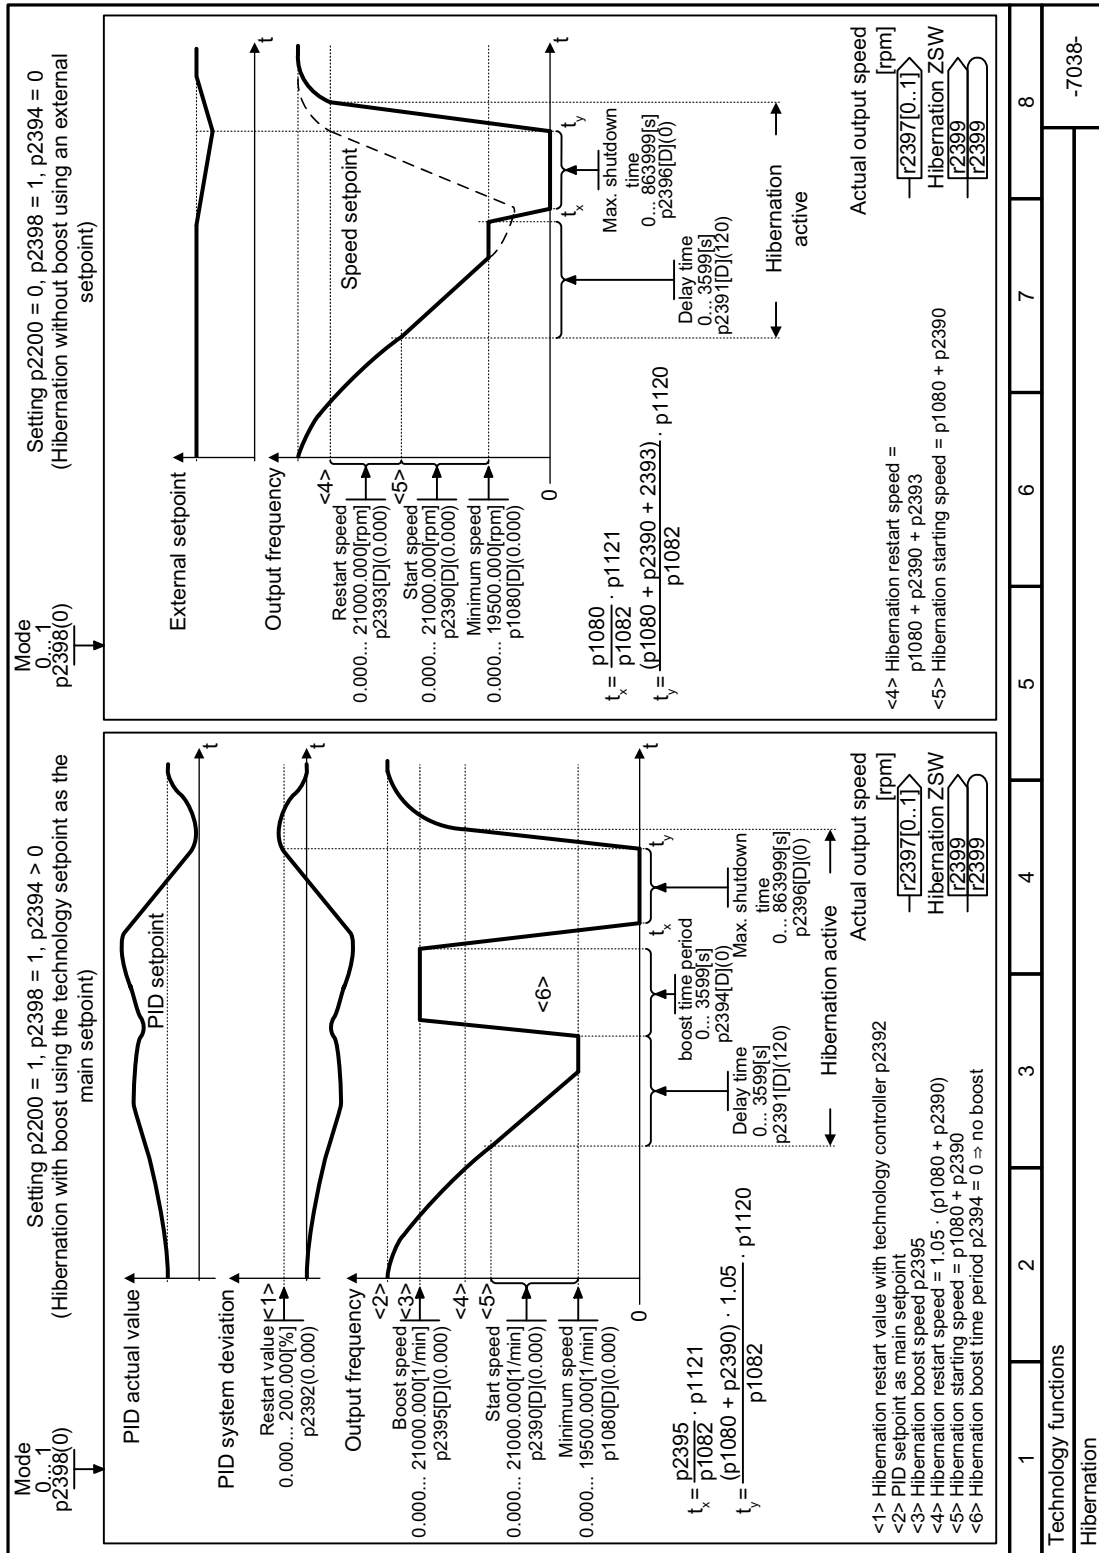 Mode
0...1
p2398(0)
Setting p2200 = 1, p2398 = 1, p2394 > 0
(Hibernation with boost using the technology setpoint as the
main setpoint)
PID actual value
PID setpoint
t
PID system deviation
<1>
Restart value
0.000... 200.000[%]
p2392(0.000)
t
Output frequency
<2>
<3>
Boost speed
0.000... 21000.000[1/min]
p2395[D](0.000)
<4>
<5>
Start speed
0.000... 21000.000[1/min]
p2390[D](0.000)
Minimum speed
0.000... 19500.000[1/min]
p1080[D](0.000)
0
<6>
t
t_x
t_y
Delay time
0... 3599[s]
p2391[D](120)
boost time period
0... 3599[s]
p2394[D](0)
Max. shutdown
time
0... 863999[s]
p2396[D](0)
Hibernation active
t_x = p2395 / p1082 · p1121
t_y = (p1080 + p2390) · 1.05 / p1082 · p1120
Actual output speed
[rpm]
r2397[0..1]
Hibernation ZSW
r2399
r2399
<1> Hibernation restart value with technology controller p2392
<2> PID setpoint as main setpoint
<3> Hibernation boost speed p2395
<4> Hibernation restart speed = 1.05 · (p1080 + p2390)
<5> Hibernation starting speed = p1080 + p2390
<6> Hibernation boost time period p2394 = 0 ⇒ no boost
Mode
0...1
p2398(0)
Setting p2200 = 0, p2398 = 1, p2394 = 0
(Hibernation without boost using an external
setpoint)
External setpoint
t
Output frequency
Speed setpoint
<4>
Restart speed
0.000... 21000.000[rpm]
p2393[D](0.000)
<5>
Start speed
0.000... 21000.000[rpm]
p2390[D](0.000)
Minimum speed
0.000... 19500.000[rpm]
p1080[D](0.000)
0
t
t_x
t_y
Delay time
0... 3599[s]
p2391[D](120)
Max. shutdown
time
0... 863999[s]
p2396[D](0)
Hibernation
active
t_x = p1080 / p1082 · p1121
t_y = (p1080 + p2390 + 2393) / p1082 · p1120
Actual output speed
[rpm]
r2397[0..1]
Hibernation ZSW
r2399
r2399
<4> Hibernation restart speed =
p1080 + p2390 + p2393
<5> Hibernation starting speed = p1080 + p2390
1 2 3 4 5 6 7 8
Technology functions
Hibernation
-7038-